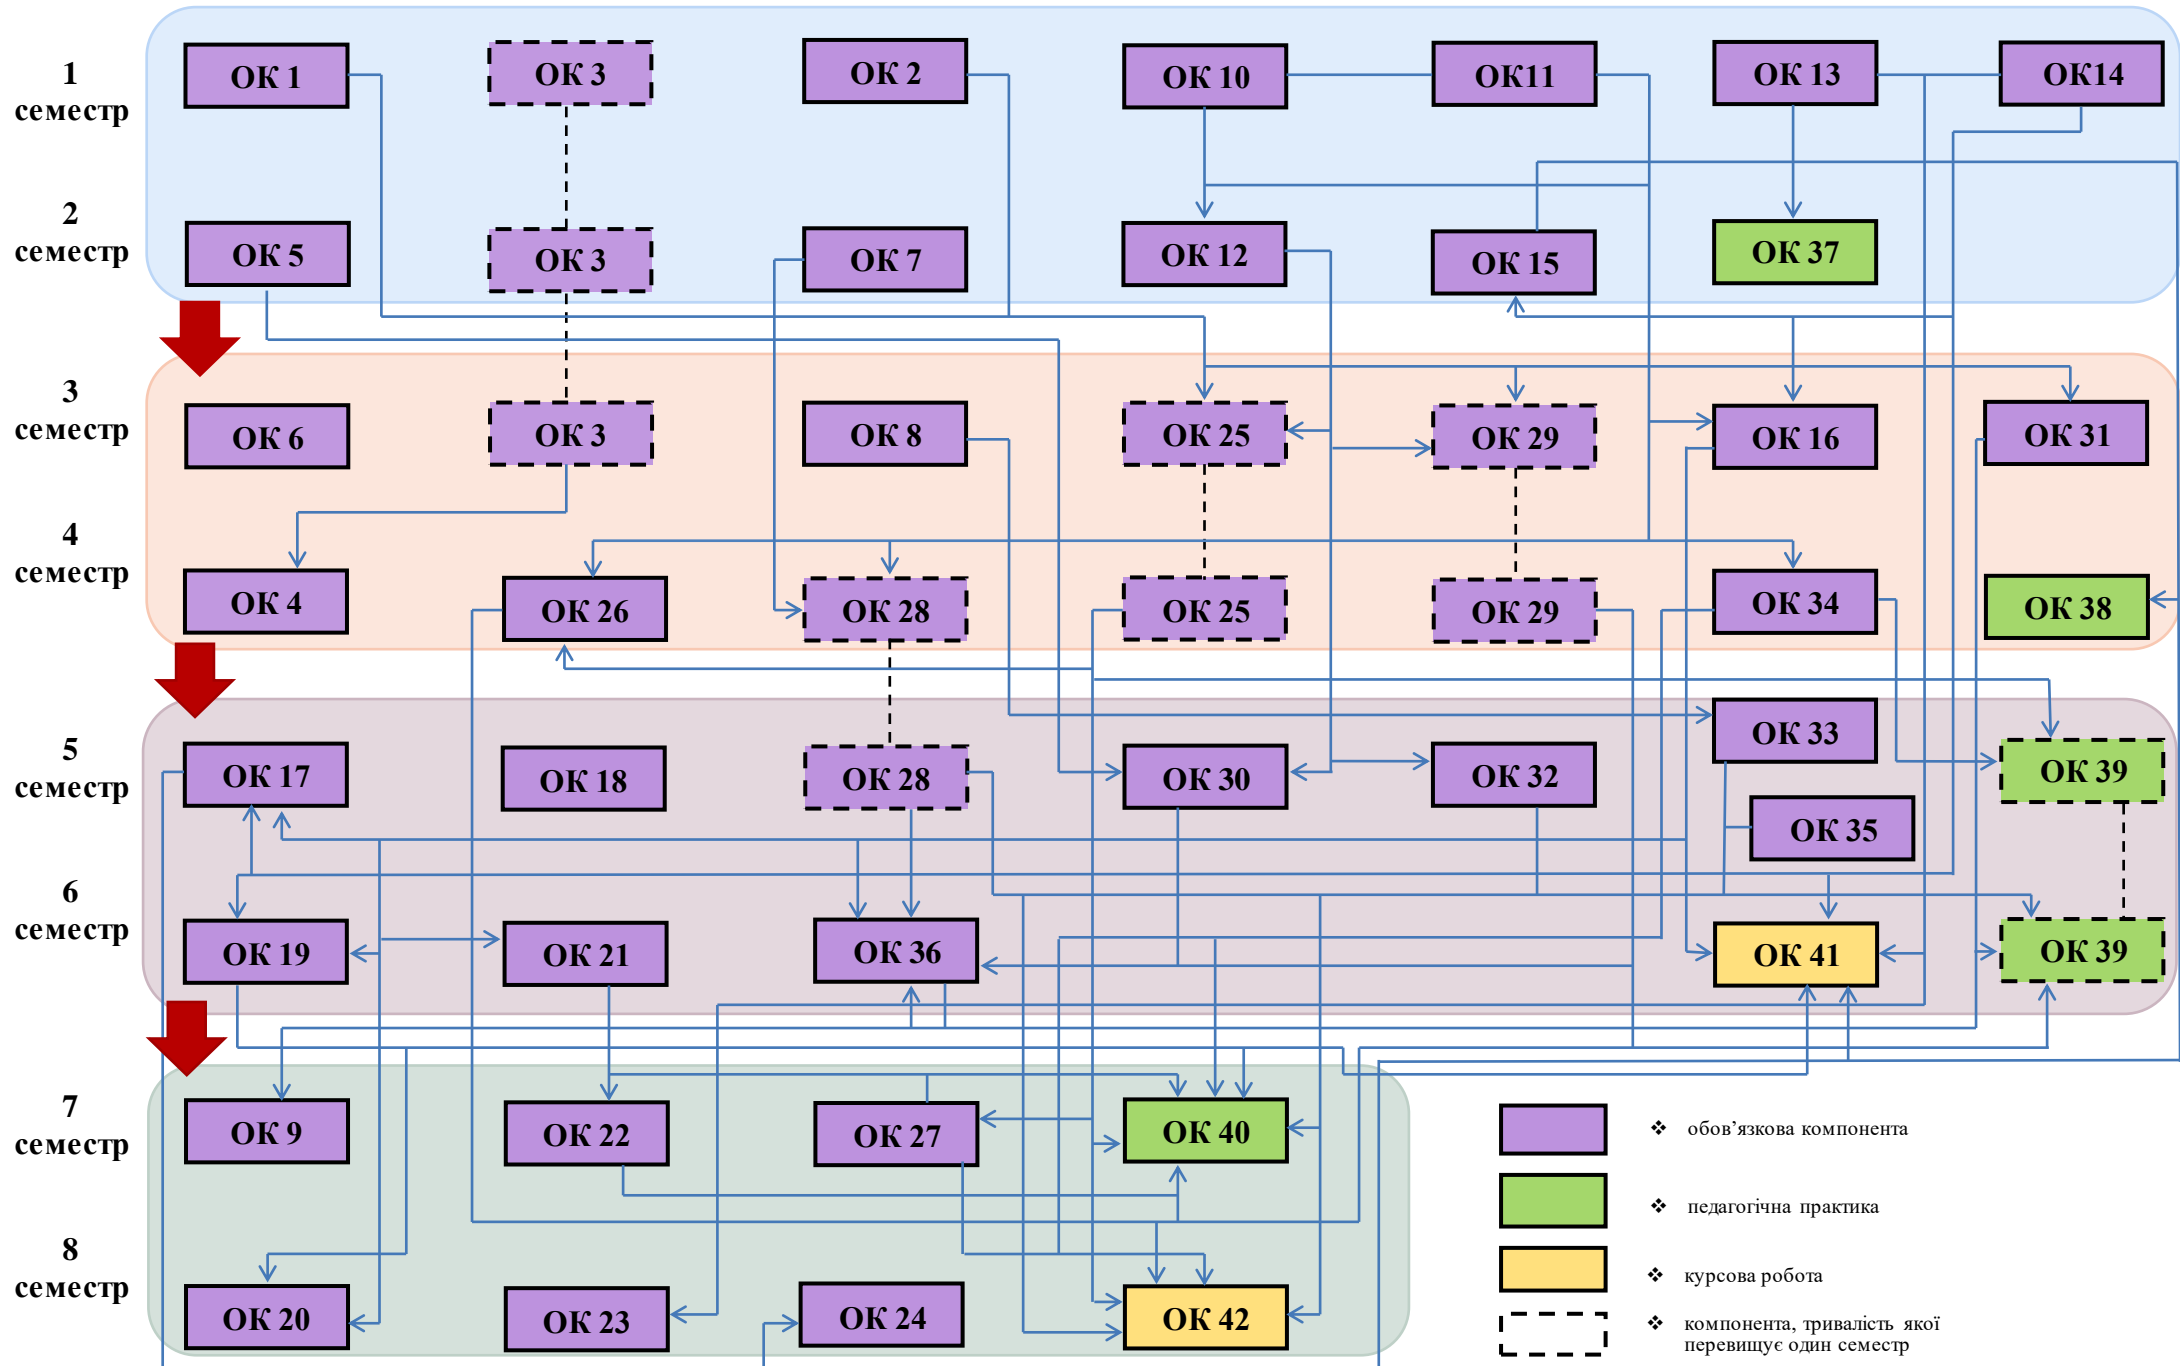 1
семестр
ОК 1
ОК 3
ОК 2
ОК 10
ОК11
ОК 13
ОК14
2
семестр
ОК 5
ОК 3
ОК 7
ОК 12
ОК 15
ОК 37
3
семестр
ОК 6
ОК 3
ОК 8
ОК 25
ОК 29
ОК 16
ОК 31
4
семестр
ОК 4
ОК 26
ОК 28
ОК 25
ОК 29
ОК 34
ОК 38
5
семестр
ОК 17
ОК 18
ОК 28
ОК 30
ОК 32
ОК 33
ОК 39
ОК 35
6
семестр
ОК 19
ОК 21
ОК 36
ОК 41
ОК 39
7
семестр
ОК 9
ОК 22
ОК 27
ОК 40
8
семестр
ОК 20
ОК 23
ОК 24
ОК 42
❖ обов’язкова компонента
❖ педагогічна практика
❖ курсова робота
❖ компонента, тривалість якої
перевищує один семестр